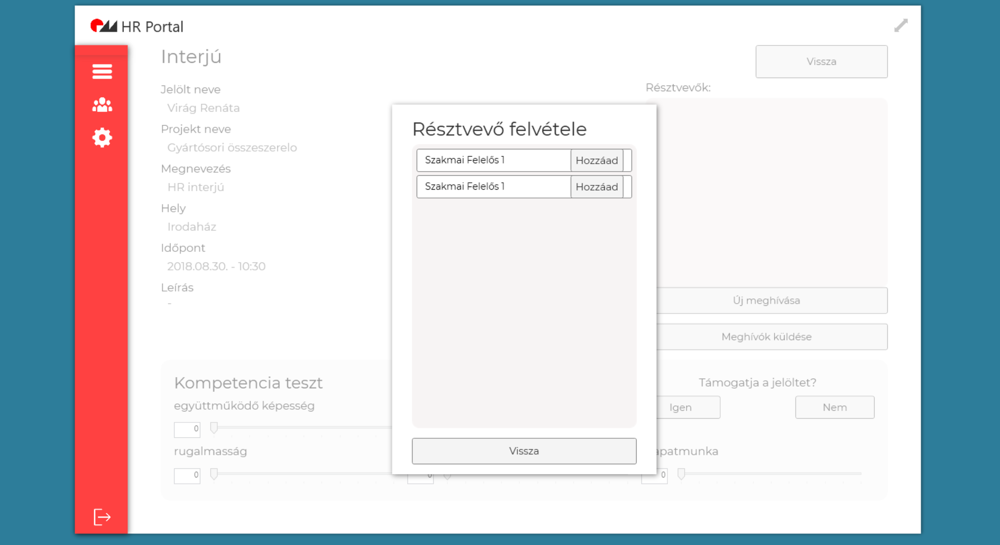 HR Portal
Interjú
Vissza
Jelölt neve
Virág Renáta
Projekt neve
Gyártósori összeszerelo
Megnevezés
HR interjú
Hely
Irodaház
Időpont
2018.08.30. - 10:30
Leírás
-
Résztvevők:
Résztvevő felvétele
Szakmai Felelős 1 Hozzáad
Szakmai Felelős 1 Hozzáad
Vissza
Új meghívása
Meghívók küldése
Kompetencia teszt
Támogatja a jelöltet?
Igen Nem
együttműködő képesség
0
rugalmasság
apatmunka
0 0 0